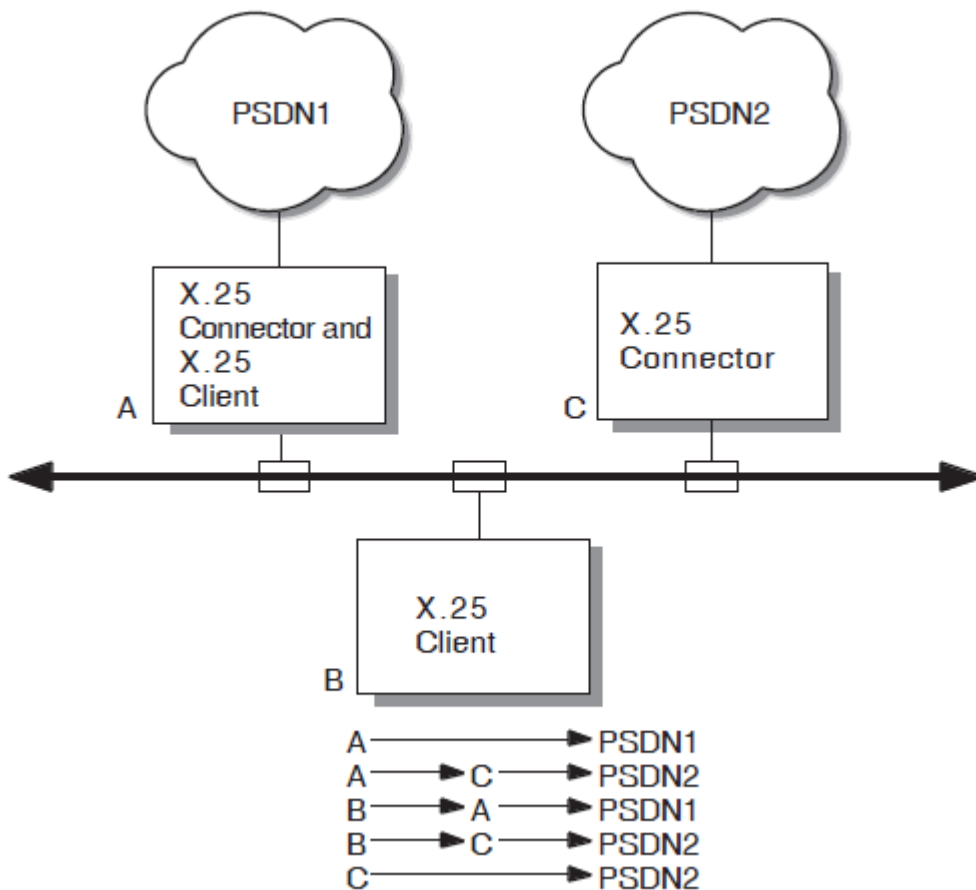 PSDN1
PSDN2
X.25
Connector and
X.25
Client
A
X.25
Connector
C
X.25
Client
B
A PSDN1
A C PSDN2
B A PSDN1
B C PSDN2
C PSDN2